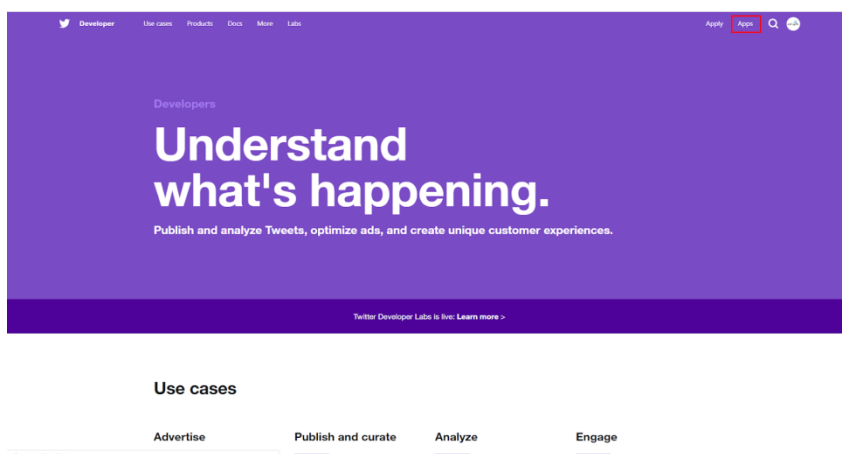 Developer Use cases Products Docs More Labs Apply Apps
Developers
Understand
what's happening.
Publish and analyze Tweets, optimize ads, and create unique customer experiences.
Twitter Developer Labs is live: Learn more >
Use cases
Advertise Publish and curate Analyze Engage